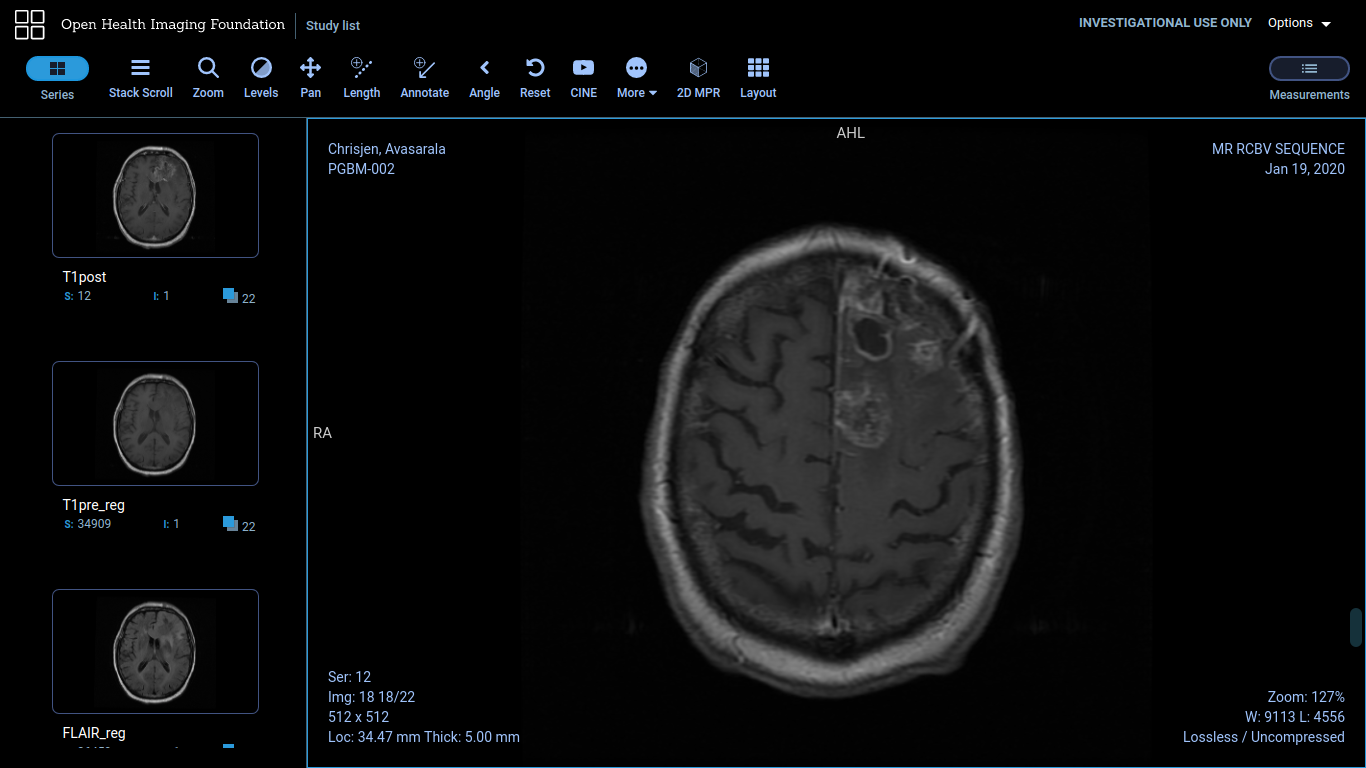 Open Health Imaging Foundation
Study list
INVESTIGATIONAL USE ONLY
Options
Series
Stack Scroll
Zoom
Levels
Pan
Length
Annotate
Angle
Reset
CINE
More
2D MPR
Layout
Measurements
T1post
S: 12 I: 1 22
T1pre_reg
S: 34909 I: 1 22
FLAIR_reg
AHL
Chrisjen, Avasarala
PGBM-002
MR RCBV SEQUENCE
Jan 19, 2020
RA
Ser: 12
Img: 18 18/22
512 x 512
Loc: 34.47 mm Thick: 5.00 mm
Zoom: 127%
W: 9113 L: 4556
Lossless / Uncompressed